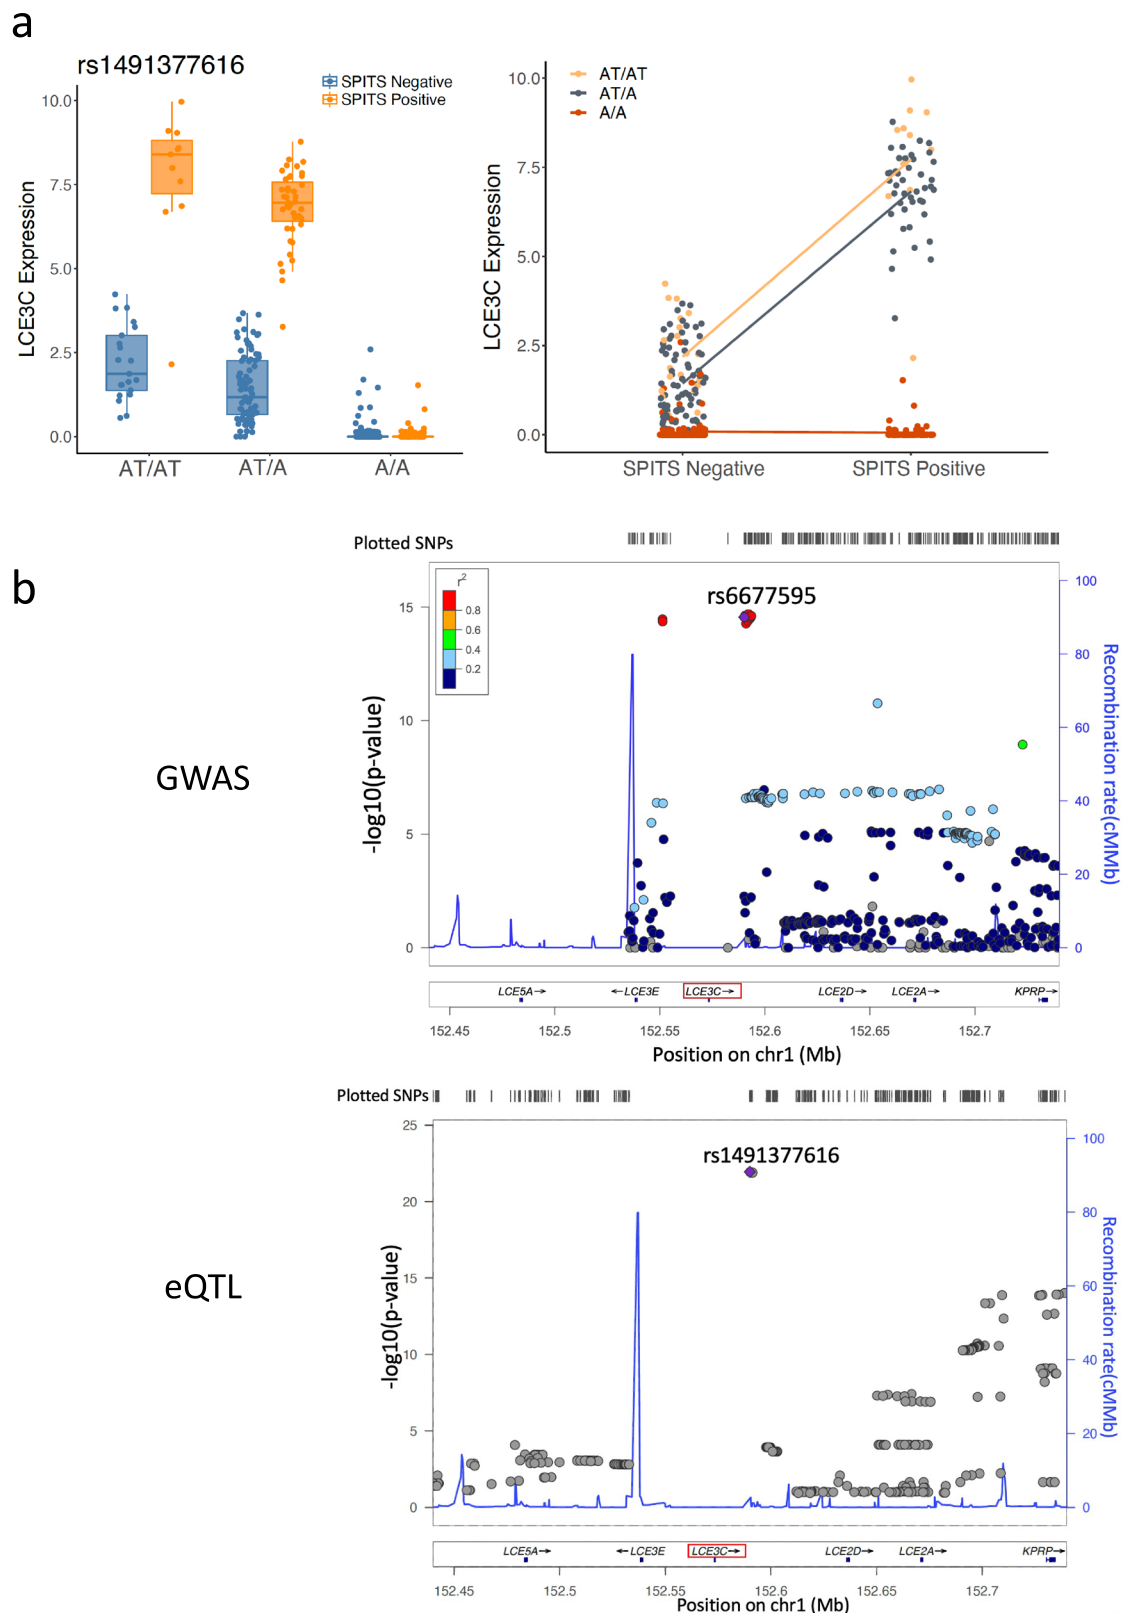 a
rs1491377616
SPITS Negative
SPITS Positive
LCE3C Expression
10.0
7.5
5.0
2.5
0.0
AT/AT
AT/A
A/A
AT/AT
AT/A
A/A
LCE3C Expression
10.0
7.5
5.0
2.5
0.0
SPITS Negative
SPITS Positive
b
Plotted SNPs
GWAS
r2
0.8
0.6
0.4
0.2
rs6677595
-log10(p-value)
15
10
5
0
Recombination rate(cMMb)
100
80
60
40
20
0
LCE5A→
←LCE3E
LCE3C→
LCE2D→
LCE2A→
KPRP→
152.45
152.5
152.55
152.6
152.65
152.7
Position on chr1 (Mb)
Plotted SNPs
eQTL
rs1491377616
-log10(p-value)
25
20
15
10
5
0
Recombination rate(cMMb)
100
80
60
40
20
0
LCE5A→
←LCE3E
LCE3C→
LCE2D→
LCE2A→
KPRP→
152.45
152.5
152.55
152.6
152.65
152.7
Position on chr1 (Mb)